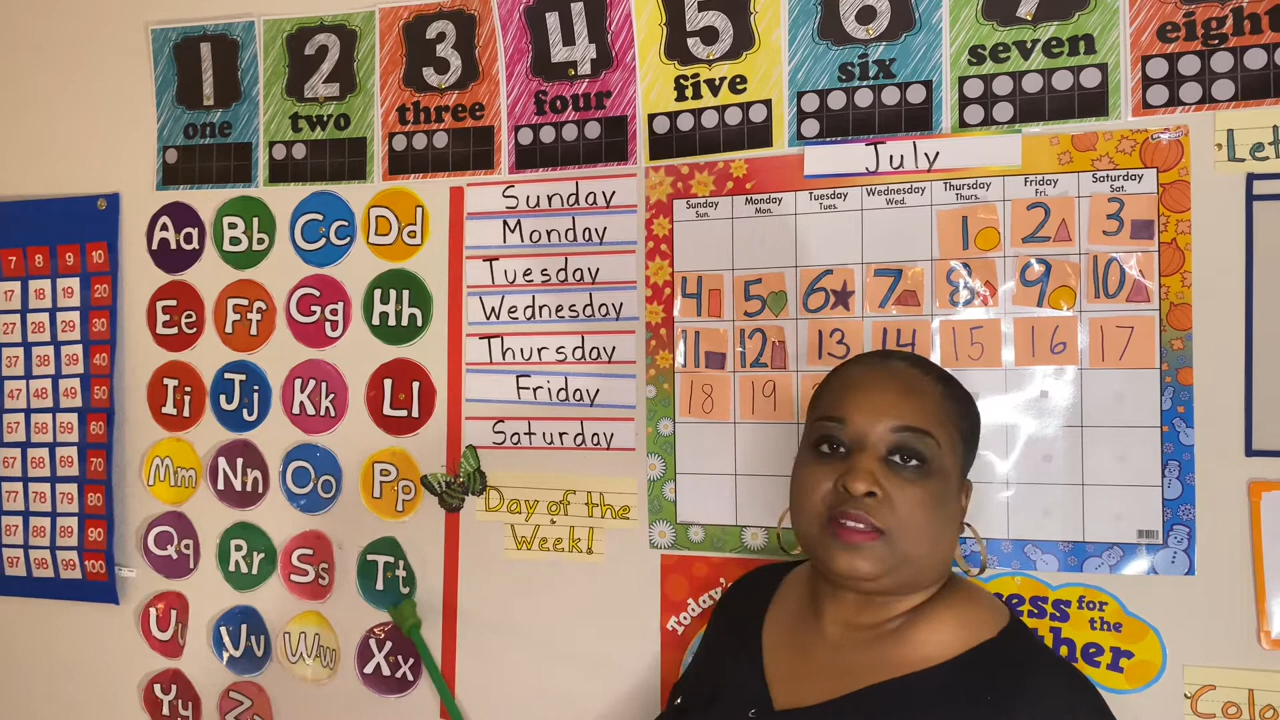 1 2 3 4 5 6 7
one two three four five six seven eight
Let
July
Sunday Monday Tuesday Wednesday Thursday Friday Saturday
Sun. Mon. Tues. Wed. Thurs. Fri. Sat.
1 2 3
4 5 6 7 8 9 10
11 12 13 14 15 16 17
18 19
Sunday
Monday
Tuesday
Wednesday
Thursday
Friday
Saturday
Day of the
Week!
Aa Bb Cc Dd
Ee Ff Gg Hh
Ii Jj Kk Ll
Mm Nn Oo Pp
Qq Rr Ss Tt
Uu Vv Ww Xx
Yy Zz
7 8 9 10
17 18 19 20
27 28 29 30
37 38 39 40
47 48 49 50
57 58 59 60
67 68 69 70
77 78 79 80
87 88 89 90
97 98 99 100
Today's
ess for
the
ther
Colo